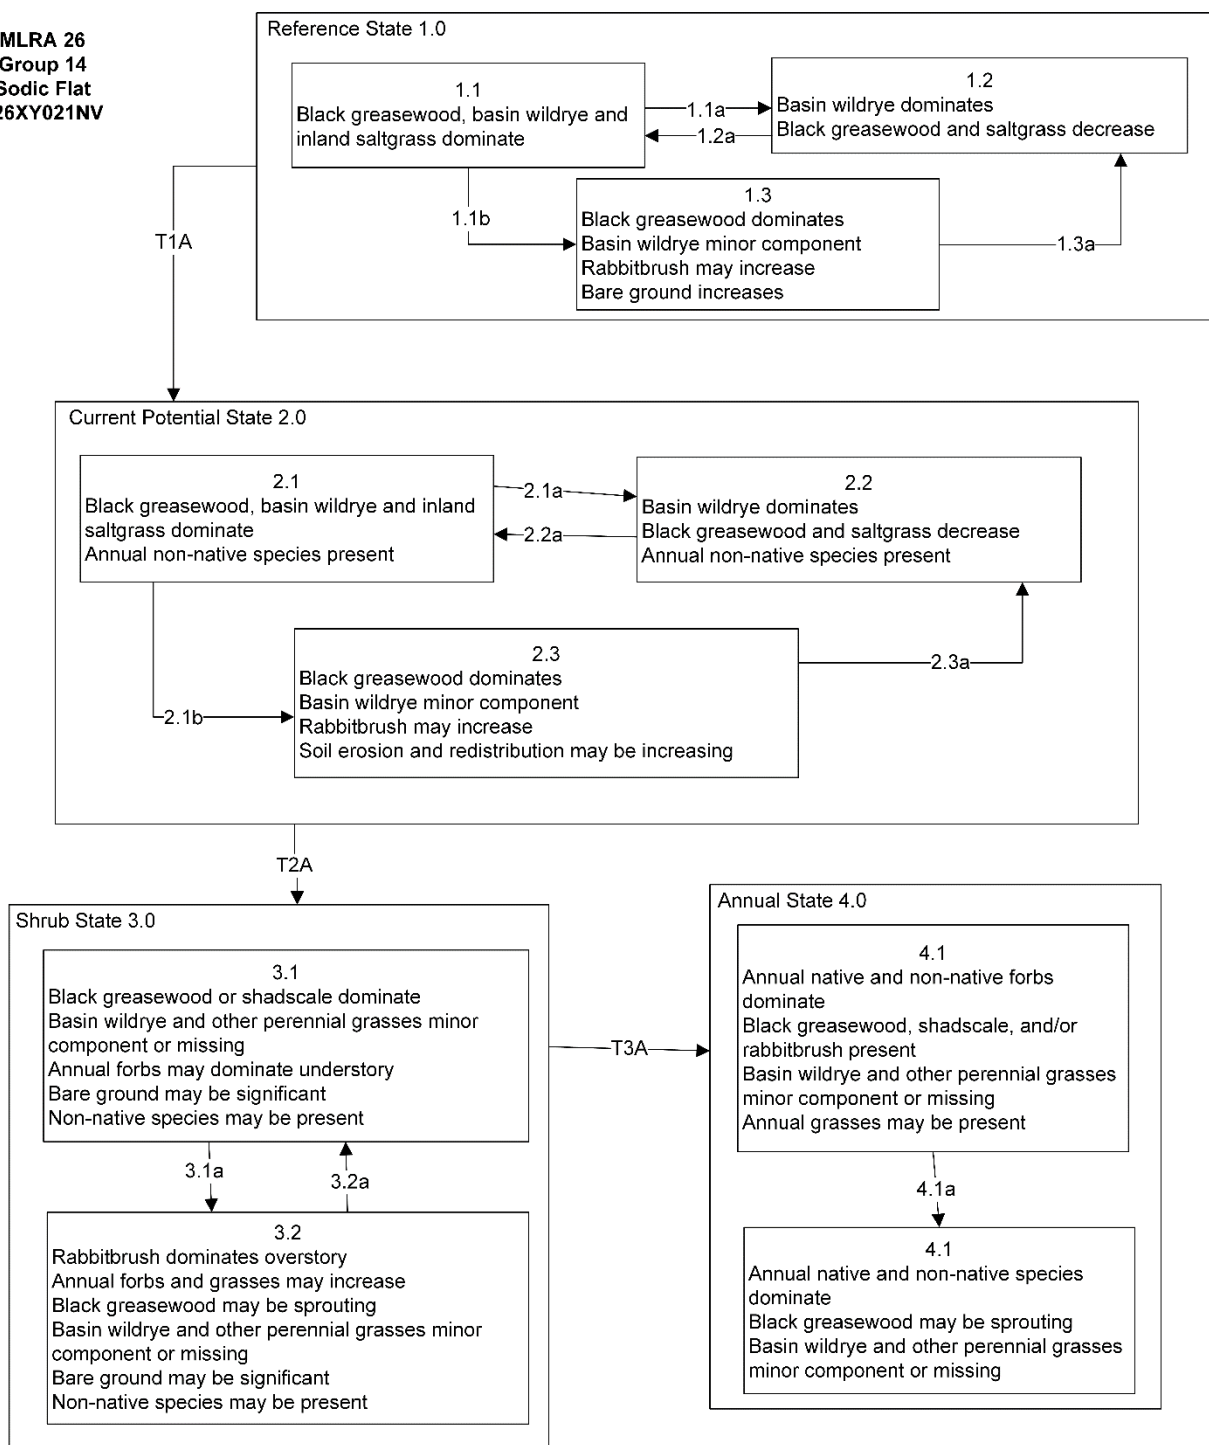 MLRA 26
Group 14
Sodic Flat
26XY021NV
Reference State 1.0
1.1
Black greasewood, basin wildrye and
inland saltgrass dominate
1.1a
1.2a
1.2
Basin wildrye dominates
Black greasewood and saltgrass decrease
1.1b
1.3
Black greasewood dominates
Basin wildrye minor component
Rabbitbrush may increase
Bare ground increases
1.3a
T1A
Current Potential State 2.0
2.1
Black greasewood, basin wildrye and inland
saltgrass dominate
Annual non-native species present
2.1a
2.2a
2.2
Basin wildrye dominates
Black greasewood and saltgrass decrease
Annual non-native species present
2.1b
2.3
Black greasewood dominates
Basin wildrye minor component
Rabbitbrush may increase
Soil erosion and redistribution may be increasing
2.3a
T2A
Shrub State 3.0
3.1
Black greasewood or shadscale dominate
Basin wildrye and other perennial grasses minor
component or missing
Annual forbs may dominate understory
Bare ground may be significant
Non-native species may be present
3.1a
3.2a
3.2
Rabbitbrush dominates overstory
Annual forbs and grasses may increase
Black greasewood may be sprouting
Basin wildrye and other perennial grasses minor
component or missing
Bare ground may be significant
Non-native species may be present
T3A
Annual State 4.0
4.1
Annual native and non-native forbs
dominate
Black greasewood, shadscale, and/or
rabbitbrush present
Basin wildrye and other perennial grasses
minor component or missing
Annual grasses may be present
4.1a
4.1
Annual native and non-native species
dominate
Black greasewood may be sprouting
Basin wildrye and other perennial grasses
minor component or missing